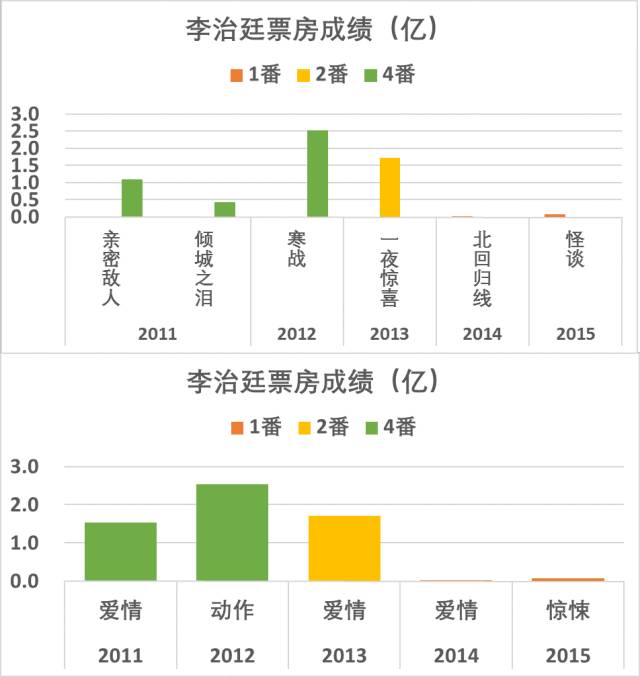 李治廷票房成绩（亿）
1番 2番 4番
3.0
2.5
2.0
1.5
1.0
0.5
0.0
亲密敌人 倾城之泪 寒战 一夜惊喜 北回归线 怪谈
2011 2012 2013 2014 2015
李治廷票房成绩（亿）
1番 2番 4番
3.0
2.0
1.0
0.0
爱情 动作 爱情 爱情 惊悚
2011 2012 2013 2014 2015